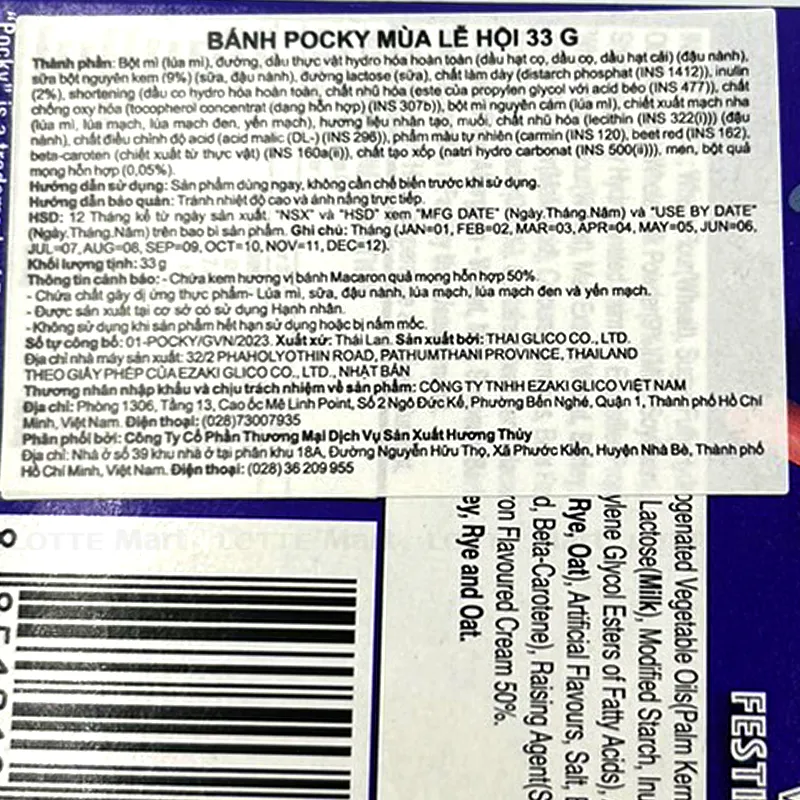 BÁNH POCKY MÙA LỄ HỘI 33 G
Thành phần: Bột mì (lúa mì), đường, dầu thực vật hydro hóa hoàn toàn (dầu hạt cọ, dầu cọ, dầu hạt cải) (đậu nành),
sữa bột nguyên kem (9%) (sữa, đậu nành), đường lactose (sữa), chất làm dày (distarch phosphat (INS 1412)), inulin
(2%), shortening (dầu cọ hydro hóa hoàn toàn, chất nhũ hóa (este của propylen glycol với acid béo (INS 477)), chất
chống oxy hóa (tocopherol concentrat (dạng hỗn hợp) (INS 307b)), bột mì nguyên cám (lúa mì), chiết xuất mạch nha
(lúa mì, lúa mạch, lúa mạch đen, yến mạch), hương liệu nhân tạo, muối, chất nhũ hóa (lecithin (INS 322(i))) (đậu
nành), chất điều chỉnh độ acid (acid malic (DL-) (INS 296)), phẩm màu tự nhiên (carmin (INS 120), beet red (INS 162),
beta-caroten (chiết xuất từ thực vật) (INS 160a(ii)), chất tạo xốp (natri hydro carbonat (INS 500(ii))), men, bột quả
mọng hỗn hợp (0,05%).
Hướng dẫn sử dụng: Sản phẩm dùng ngay, không cần chế biến trước khi sử dụng.
Hướng dẫn bảo quản: Tránh nhiệt độ cao và ánh nắng trực tiếp.
HSD: 12 Tháng kể từ ngày sản xuất. "NSX" và "HSD" xem "MFG DATE" (Ngày.Tháng.Năm) và "USE BY DATE"
(Ngày.Tháng.Năm) trên bao bì sản phẩm. Ghi chú: Tháng (JAN=01, FEB=02, MAR=03, APR=04, MAY=05, JUN=06,
JUL=07, AUG=08, SEP=09, OCT=10, NOV=11, DEC=12).
Khối lượng tịnh: 33 g
Thông tin cảnh báo: - Chứa kem hương vị bánh Macaron quả mọng hỗn hợp 50%.
- Chứa chất gây dị ứng thực phẩm- Lúa mì, sữa, đậu nành, lúa mạch, lúa mạch đen và yến mạch.
- Được sản xuất tại cơ sở có sử dụng Hạnh nhân.
-Không sử dụng khi sản phẩm hết hạn sử dụng hoặc bị nấm mốc.
Số tự công bố: 01-POCKY/GVN/2023. Xuất xứ: Thái Lan. Sản xuất bởi: THAI GLICO CO., LTD.
Địa chỉ nhà máy sản xuất: 32/2 PHAHOLYOTHIN ROAD, PATHUMTHANI PROVINCE, THAILAND
THEO GIẤY PHÉP CỦA EZAKI GLICO CO., LTD., NHẬT BẢN
Thương nhân nhập khẩu và chịu trách nhiệm về sản phẩm: CÔNG TY TNHH EZAKI GLICO VIỆT NAM
Địa chỉ: Phòng 1306, Tầng 13, Cao ốc Mê Linh Point, Số 2 Ngô Đức Kế, Phường Bến Nghé, Quận 1, Thành phố Hồ Chí
Minh, Việt Nam. Điện thoại: (028)73007935
Phân phối bởi: Công Ty Cổ Phần Thương Mại Dịch Vụ Sản Xuất Hương Thủy
Địa chỉ: Nhà ở số 39 khu nhà ở tại phân khu 18A, Đường Nguyễn Hữu Thọ, Xã Phước Kiển, Huyện Nhà Bè, Thành phố
Hồ Chí Minh, Việt Nam. Điện thoại: (028) 36 209 955
"Pocky" is a
LOTTE Mart. LOTTE Mart.
ogenated Vegetable Oils(Palm Kern
Lactose(Milk), Modified Starch, Inu
ylene Glycol Esters of Fatty Acids),
Rye, Oat), Artificial Flavours, Salt,
d, Beta-Carotene), Raising Agent(S
on Flavoured Cream 50%.
ey, Rye and Oat.
FESTI